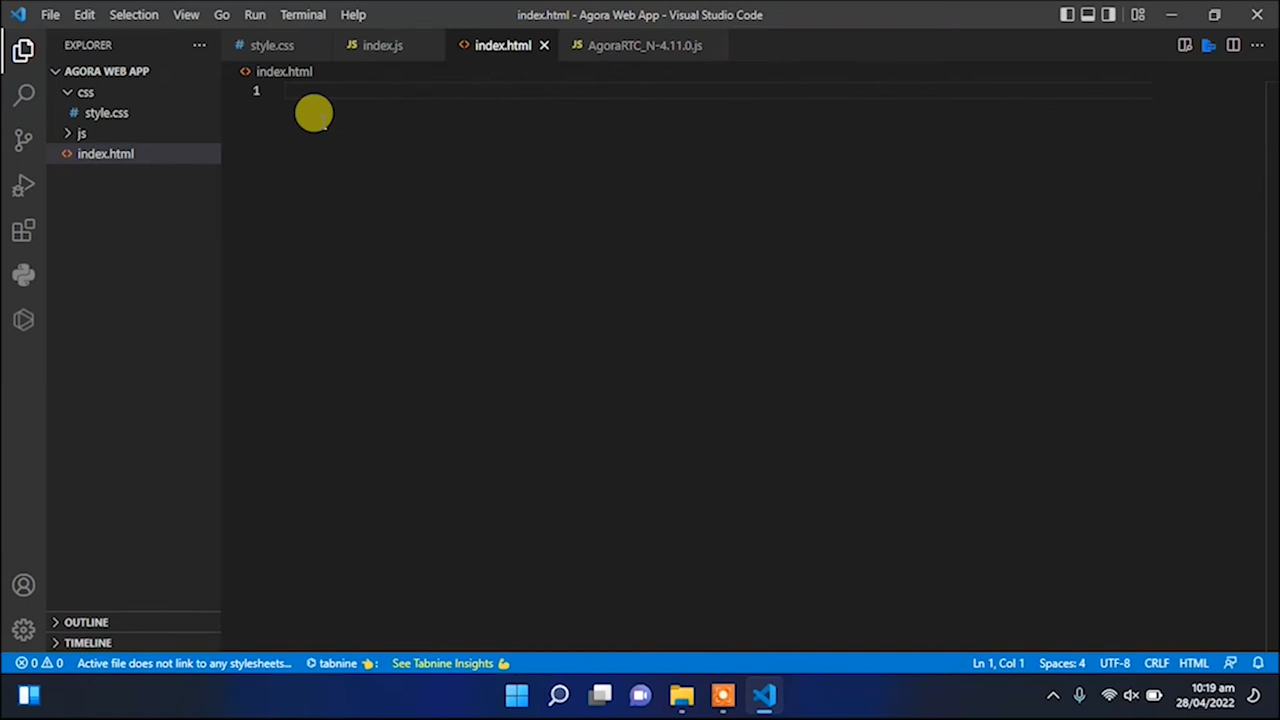 File Edit Selection View Go Run Terminal Help
index.html - Agora Web App - Visual Studio Code
EXPLORER
style.css
JS index.js
index.html
JS AgoraRTC_N-4.11.0.js
AGORA WEB APP
index.html
css
1
# style.css
js
index.html
OUTLINE
TIMELINE
0 0 Active file does not link to any stylesheets... tabnine : See Tabnine Insights Ln 1, Col 1 Spaces: 4 UTF-8 CRLF HTML
10:19 am
28/04/2022